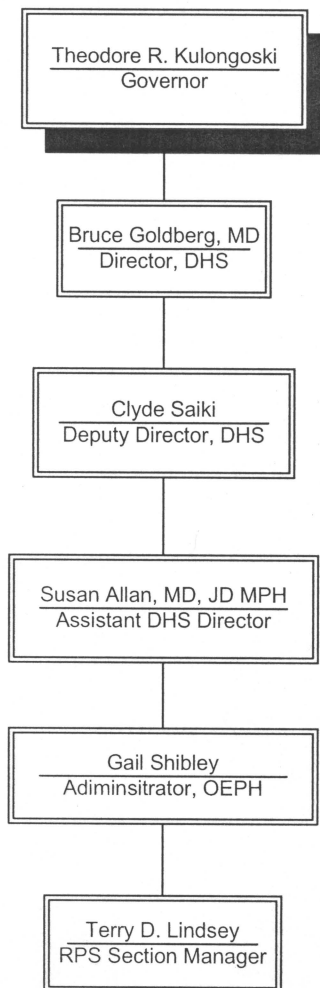 Theodore R. Kulongoski
Governor
Bruce Goldberg, MD
Director, DHS
Clyde Saiki
Deputy Director, DHS
Susan Allan, MD, JD MPH
Assistant DHS Director
Gail Shibley
Adiminsitrator, OEPH
Terry D. Lindsey
RPS Section Manager